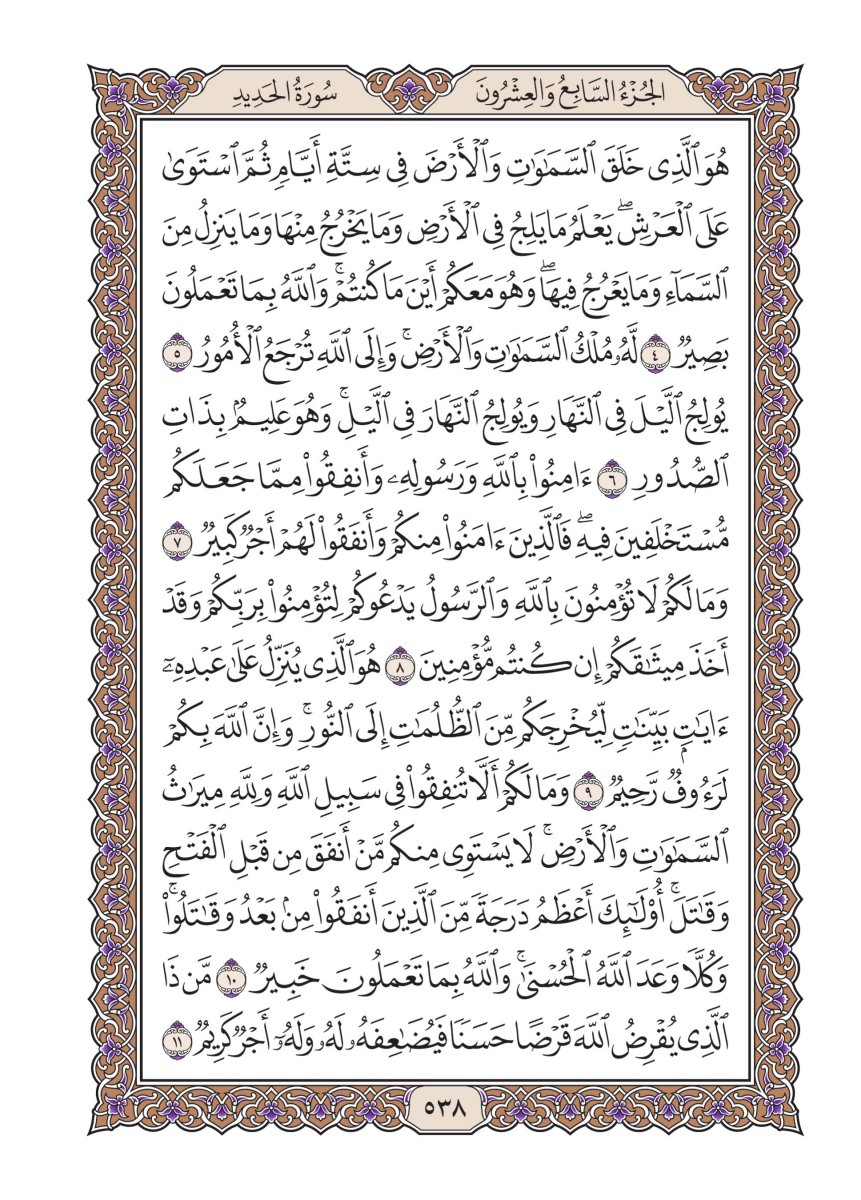 الجُزْءُ السَّابِعُ وَالعِشْرُونَ
سُورَةُ الحَدِيدِ
هُوَ ٱلَّذِى خَلَقَ ٱلسَّمَٰوَٰتِ وَٱلْأَرْضَ فِى سِتَّةِ أَيَّامٍ ثُمَّ ٱسْتَوَىٰ
عَلَى ٱلْعَرْشِ ۖ يَعْلَمُ مَا يَلِجُ فِى ٱلْأَرْضِ وَمَا يَخْرُجُ مِنْهَا وَمَا يَنزِلُ مِنَ
ٱلسَّمَآءِ وَمَا يَعْرُجُ فِيهَا ۖ وَهُوَ مَعَكُمْ أَيْنَ مَا كُنتُمْ ۚ وَٱللَّهُ بِمَا تَعْمَلُونَ
بَصِيرٌ ٤ لَّهُۥ مُلْكُ ٱلسَّمَٰوَٰتِ وَٱلْأَرْضِ ۚ وَإِلَى ٱللَّهِ تُرْجَعُ ٱلْأُمُورُ ٥
يُولِجُ ٱلَّيْلَ فِى ٱلنَّهَارِ وَيُولِجُ ٱلنَّهَارَ فِى ٱلَّيْلِ ۚ وَهُوَ عَلِيمٌۢ بِذَاتِ
ٱلصُّدُورِ ٦ ءَامِنُوا۟ بِٱللَّهِ وَرَسُولِهِۦ وَأَنفِقُوا۟ مِمَّا جَعَلَكُم
مُّسْتَخْلَفِينَ فِيهِ ۖ فَٱلَّذِينَ ءَامَنُوا۟ مِنكُمْ وَأَنفَقُوا۟ لَهُمْ أَجْرٌ كَبِيرٌ ٧
وَمَا لَكُمْ لَا تُؤْمِنُونَ بِٱللَّهِ وَٱلرَّسُولُ يَدْعُوكُمْ لِتُؤْمِنُوا۟ بِرَبِّكُمْ وَقَدْ
أَخَذَ مِيثَٰقَكُمْ إِن كُنتُم مُّؤْمِنِينَ ٨ هُوَ ٱلَّذِى يُنَزِّلُ عَلَىٰ عَبْدِهِۦٓ
ءَايَٰتٍۭ بَيِّنَٰتٍ لِّيُخْرِجَكُم مِّنَ ٱلظُّلُمَٰتِ إِلَى ٱلنُّورِ ۚ وَإِنَّ ٱللَّهَ بِكُمْ
لَرَءُوفٌ رَّحِيمٌ ٩ وَمَا لَكُمْ أَلَّا تُنفِقُوا۟ فِى سَبِيلِ ٱللَّهِ وَلِلَّهِ مِيرَٰثُ
ٱلسَّمَٰوَٰتِ وَٱلْأَرْضِ ۚ لَا يَسْتَوِى مِنكُم مَّنْ أَنفَقَ مِن قَبْلِ ٱلْفَتْحِ
وَقَٰتَلَ ۚ أُو۟لَٰٓئِكَ أَعْظَمُ دَرَجَةً مِّنَ ٱلَّذِينَ أَنفَقُوا۟ مِنۢ بَعْدُ وَقَٰتَلُوا۟ ۚ
وَكُلًّا وَعَدَ ٱللَّهُ ٱلْحُسْنَىٰ ۚ وَٱللَّهُ بِمَا تَعْمَلُونَ خَبِيرٌ ١٠ مَّن ذَا
ٱلَّذِى يُقْرِضُ ٱللَّهَ قَرْضًا حَسَنًا فَيُضَٰعِفَهُۥ لَهُۥ وَلَهُۥٓ أَجْرٌ كَرِيمٌ ١١
٥٣٨